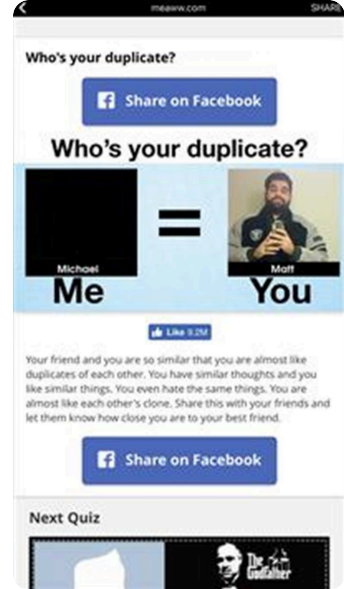 meaww.com
SHARE
Who's your duplicate?
Share on Facebook
Who's your duplicate?
Michael
=
Matt
Me
You
Like 9.2M
Your friend and you are so similar that you are almost like
duplicates of each other. You have similar thoughts and you
like similar things. You even hate the same things. You are
almost like each other's clone. Share this with your friends and
let them know how close you are to your best friend.
Share on Facebook
Next Quiz
The
Godfather